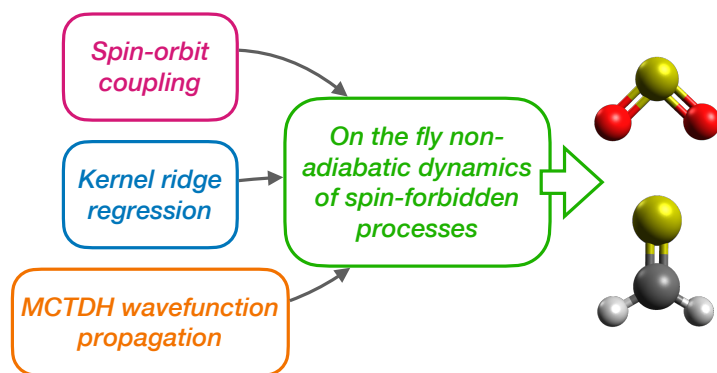 Spin-orbit
coupling
Kernel ridge
regression
MCTDH wavefunction
propagation
On the fly non-
adiabatic dynamics
of spin-forbidden
processes